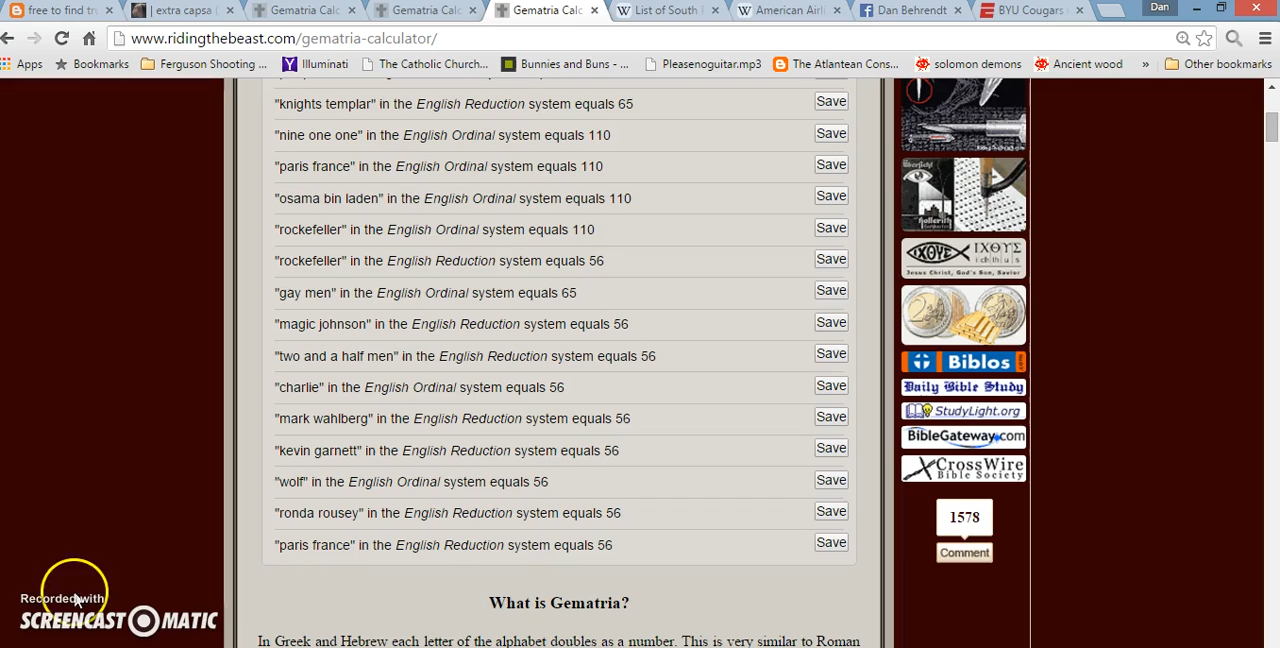 free to find tru
| extra capsa
Gematria Calc
Gematria Calc
Gematria Calc
List of South
American Airl
Dan Behrendt
BYU Cougars
Dan
www.ridingthebeast.com/gematria-calculator/
Apps
Bookmarks
Ferguson Shooting ...
Illuminati
The Catholic Church...
Bunnies and Buns - ...
Pleasenoguitar.mp3
The Atlantean Cons...
solomon demons
Ancient wood
»
Other bookmarks
"knights templar" in the English Reduction system equals 65
Save
"nine one one" in the English Ordinal system equals 110
Save
"paris france" in the English Ordinal system equals 110
Save
"osama bin laden" in the English Ordinal system equals 110
Save
"rockefeller" in the English Ordinal system equals 110
Save
"rockefeller" in the English Reduction system equals 56
Save
"gay men" in the English Ordinal system equals 65
Save
"magic johnson" in the English Reduction system equals 56
Save
"two and a half men" in the English Reduction system equals 56
Save
"charlie" in the English Ordinal system equals 56
Save
"mark wahlberg" in the English Reduction system equals 56
Save
"kevin garnett" in the English Reduction system equals 56
Save
"wolf" in the English Ordinal system equals 56
Save
"ronda rousey" in the English Reduction system equals 56
Save
"paris france" in the English Reduction system equals 56
Save
What is Gematria?
In Greek and Hebrew each letter of the alphabet doubles as a number. This is very similar to Roman
ΙΧΘΥΣ
ΙΧΘΥΣ
i ch th u s
Jesus Christ, God's Son, Savior
Biblos.com
Daily Bible Study
StudyLight.org
BibleGateway.com
CrossWire
Bible Society
1578
Comment
Recorded with
SCREENCAST MATIC